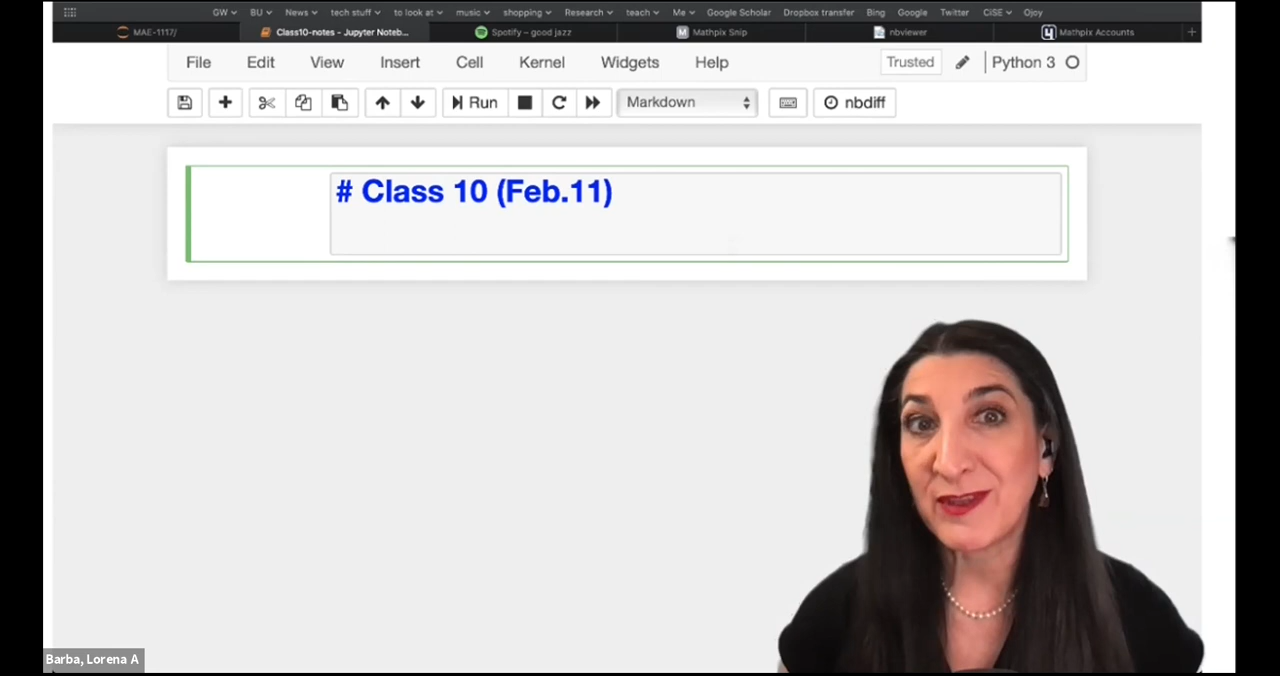 GW BU News tech stuff to look at music shopping Research teach Me Google Scholar Dropbox transfer Bing Google Twitter CiSE Ojoy
MAE-1117/ Class10-notes - Jupyter Noteb... Spotify – good jazz Mathpix Snip nbviewer Mathpix Accounts
File Edit View Insert Cell Kernel Widgets Help Trusted Python 3
Run Markdown nbdiff
# Class 10 (Feb.11)
Barba, Lorena A